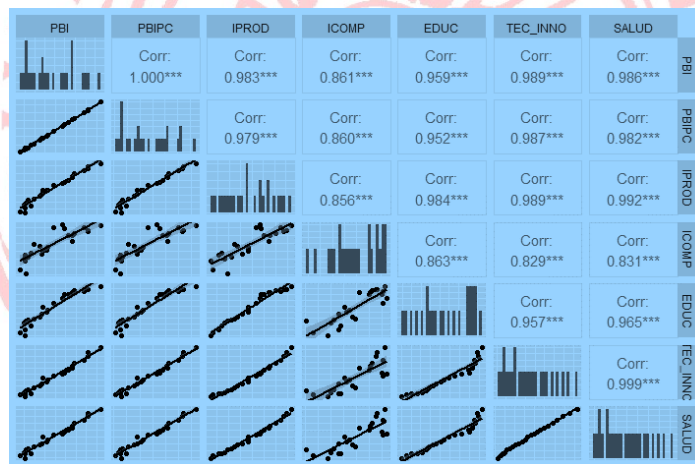 PBI PBIPC IPROD ICOMP EDUC TEC_INNO SALUD
Corr: Corr: Corr: Corr: Corr: Corr:
1.000*** 0.983*** 0.861*** 0.959*** 0.989*** 0.986***
PBI
Corr: Corr: Corr: Corr: Corr:
0.979*** 0.860*** 0.952*** 0.987*** 0.982***
PBIPC
Corr: Corr: Corr: Corr:
0.856*** 0.984*** 0.989*** 0.992***
IPROD
Corr: Corr: Corr:
0.863*** 0.829*** 0.831***
ICOMP
Corr: Corr:
0.957*** 0.965***
EDUC
Corr:
0.999***
TEC_INNO
SALUD